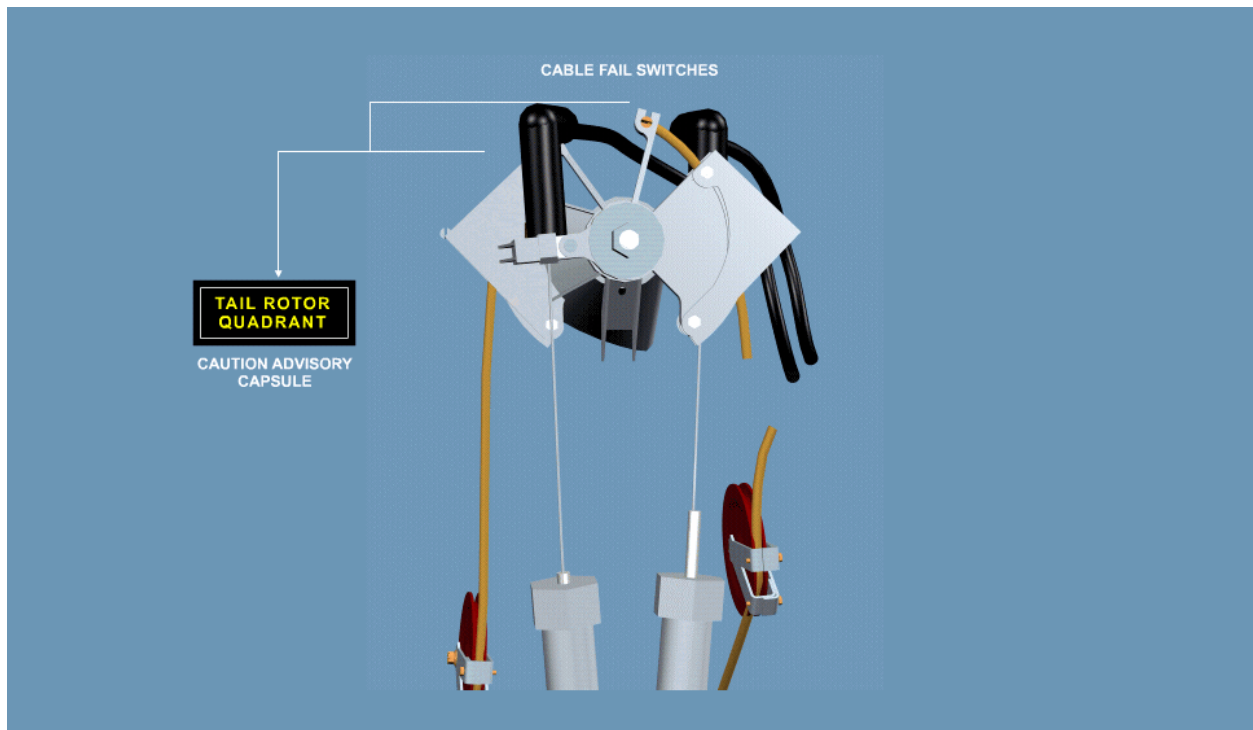 CABLE FAIL SWITCHES
TAIL ROTOR
QUADRANT
CAUTION ADVISORY
CAPSULE